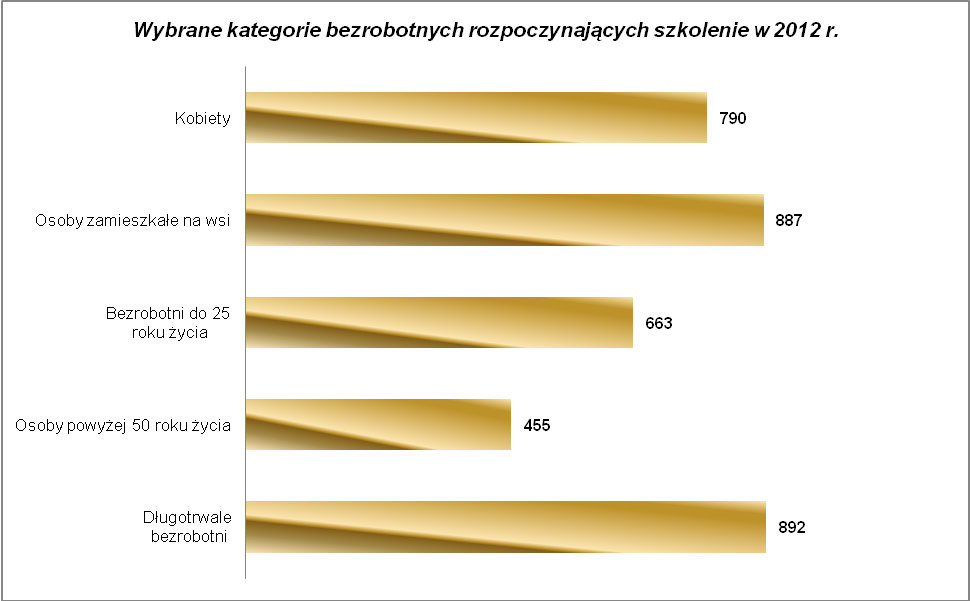 Wybrane kategorie bezrobotnych rozpoczynających szkolenie w 2012 r.
Kobiety
790
Osoby zamieszkałe na wsi
887
Bezrobotni do 25
roku życia
663
Osoby powyżej 50 roku życia
455
Długotrwale
bezrobotni
892